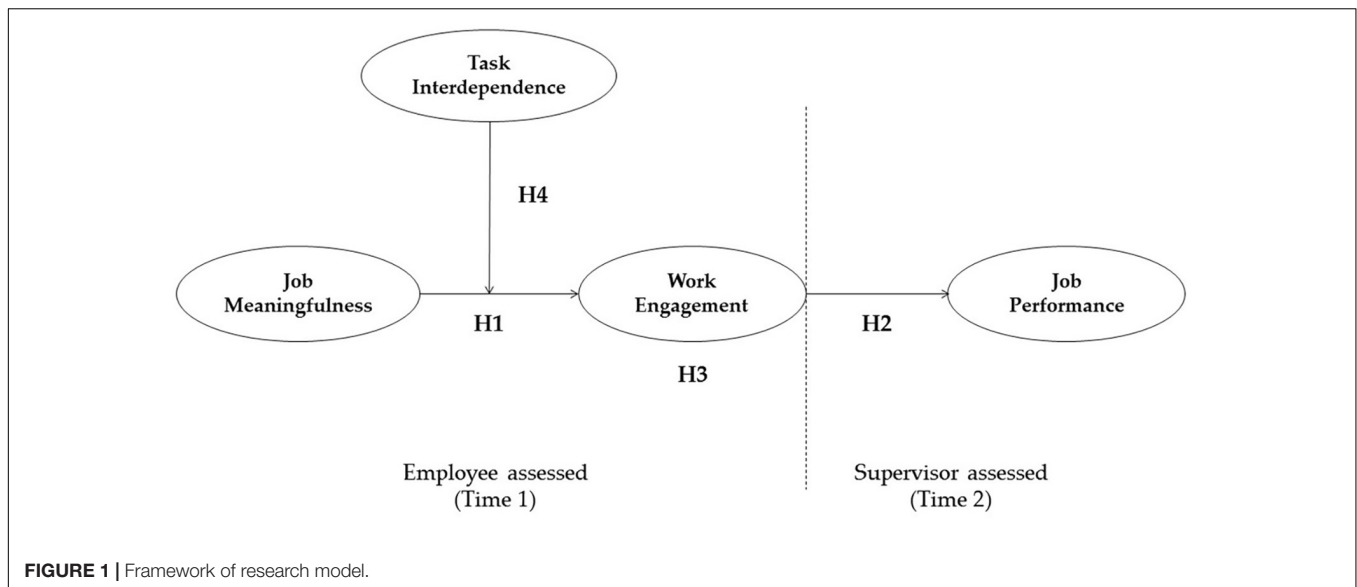 Task
Interdependence
H4
Job
Meaningfulness
H1
Work
Engagement
H3
H2
Job
Performance
Employee assessed
(Time 1)
Supervisor assessed
(Time 2)
FIGURE 1 | Framework of research model.